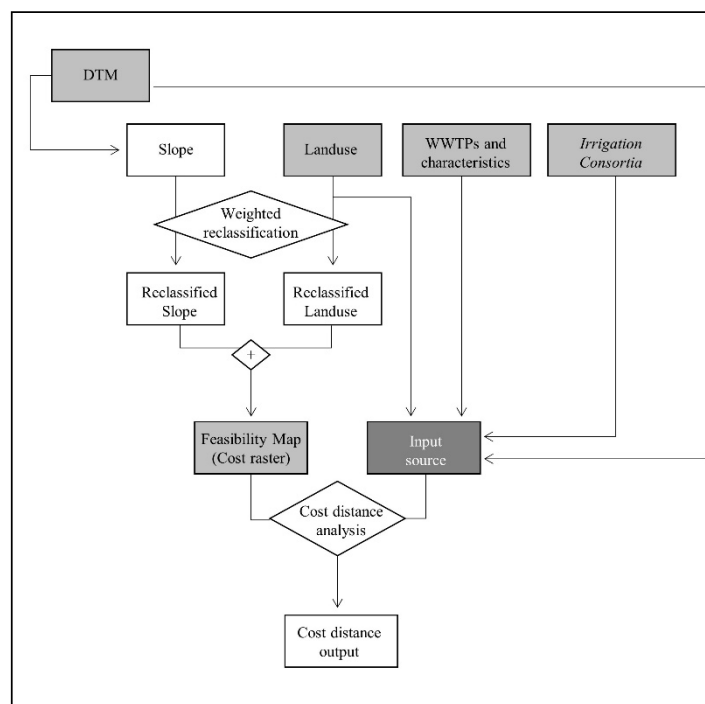 DTM
Slope
Landuse
WWTPs and
characteristics
Irrigation
Consortia
Weighted
reclassification
Reclassified
Slope
Reclassified
Landuse
+
Feasibility Map
(Cost raster)
Input
source
Cost distance
analysis
Cost distance
output